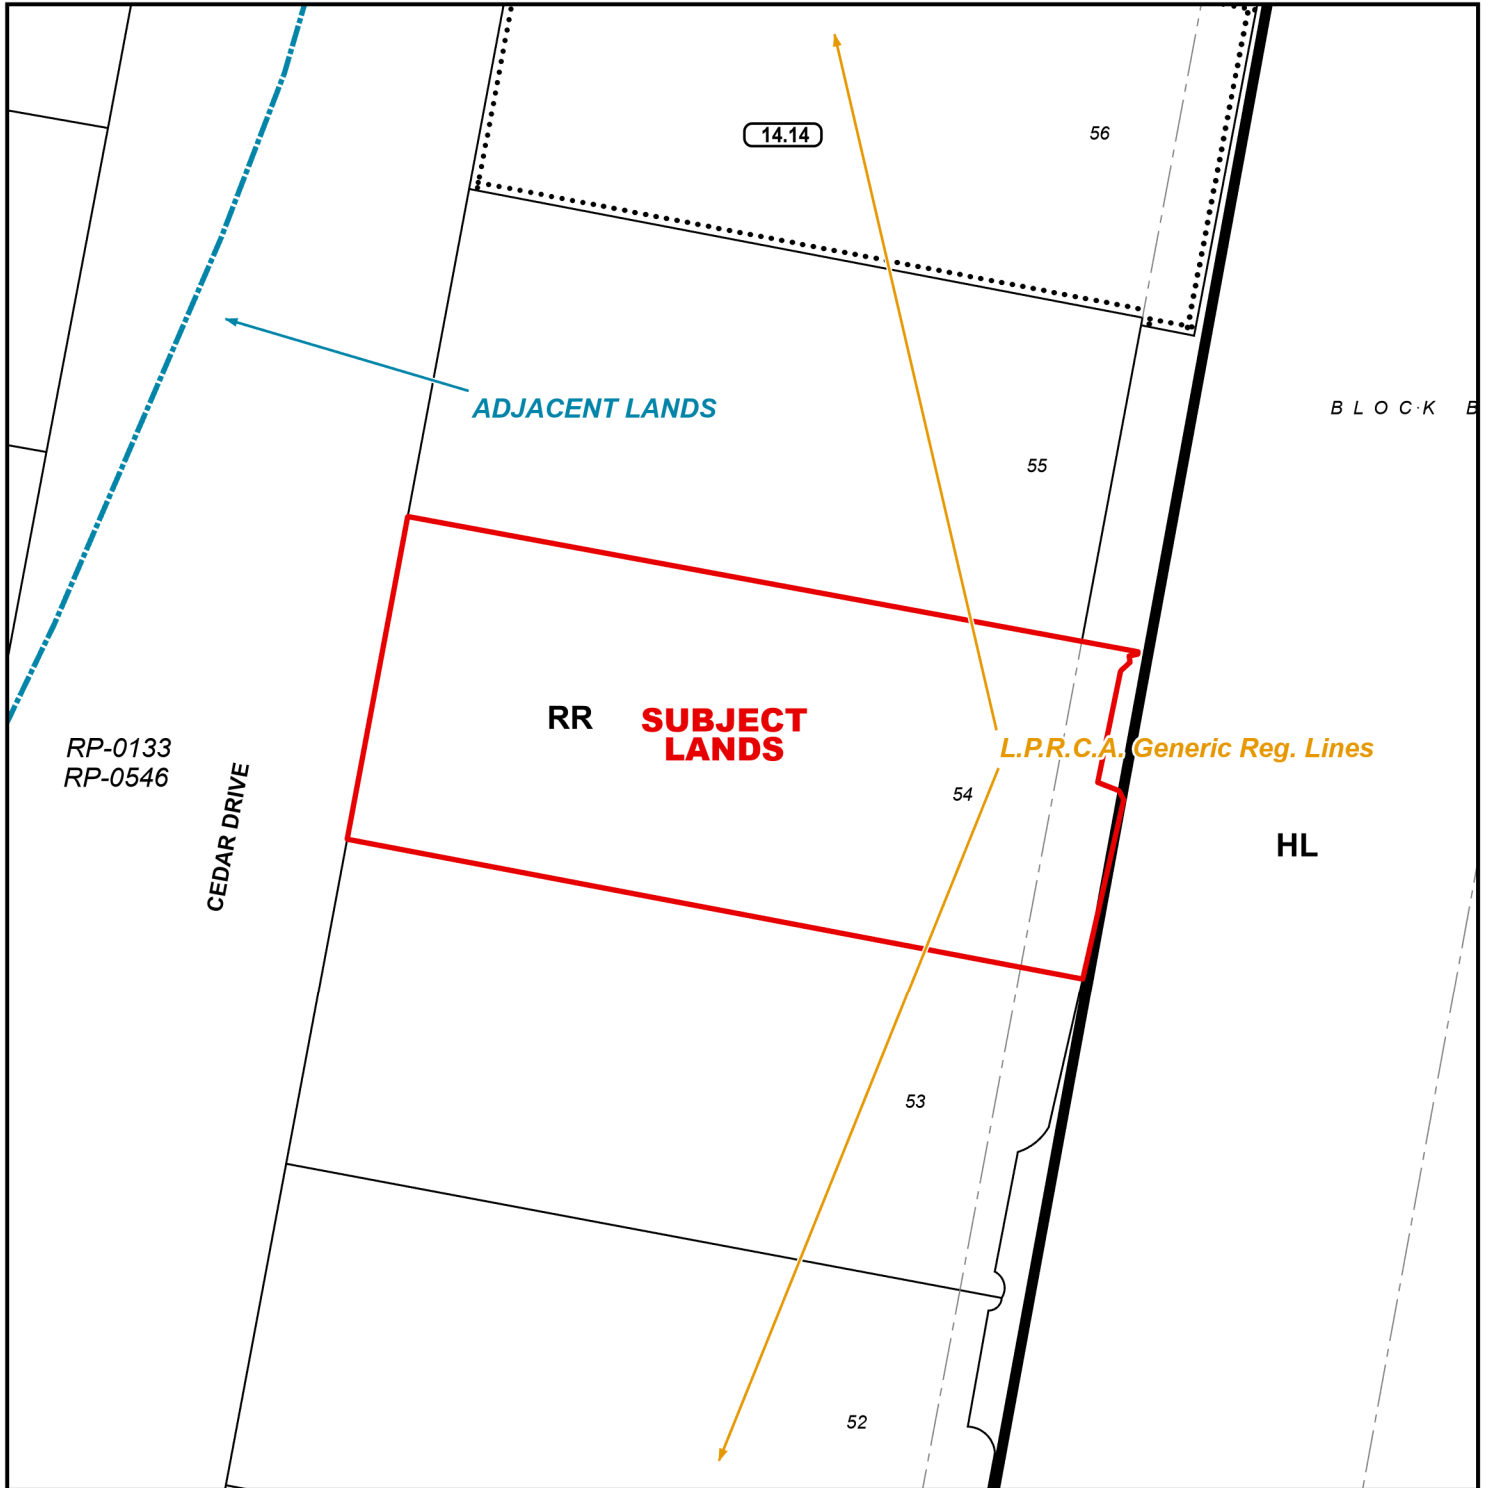 14.14
56
ADJACENT LANDS
BLOCK B
55
RR
SUBJECT
LANDS
RP-0133
RP-0546
L.P.R.C.A. Generic Reg. Lines
54
CEDAR DRIVE
HL
53
52